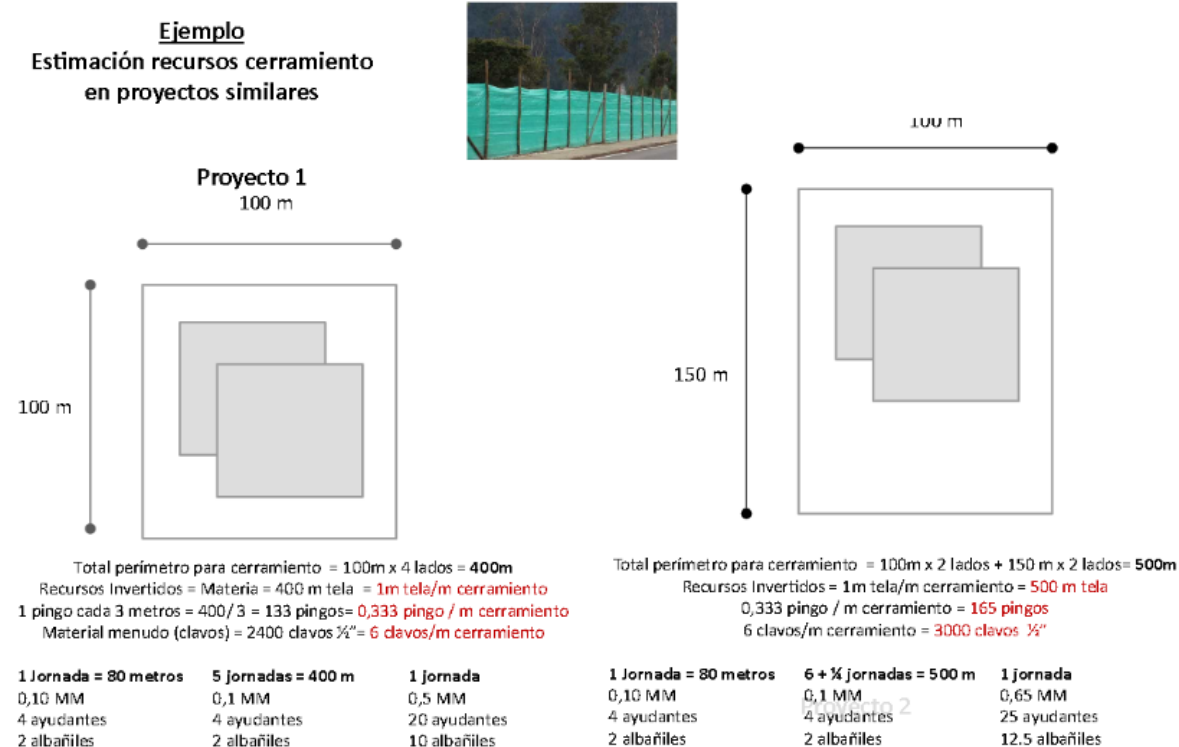 Ejemplo
Estimación recursos cerramiento
en proyectos similares
Proyecto 1
100 m
100 m
Total perímetro para cerramiento = 100m x 4 lados = 400m
Recursos Invertidos = Materia = 400 m tela = 1m tela/m cerramiento
1 pingo cada 3 metros = 400/3 = 133 pingos= 0,333 pingo / m cerramiento
Material menudo (clavos) = 2400 clavos ½”= 6 clavos/m cerramiento
1 Jornada = 80 metros
0,10 MM
4 ayudantes
2 albañiles
5 jornadas = 400 m
0,1 MM
4 ayudantes
2 albañiles
1 jornada
0,5 MM
20 ayudantes
10 albañiles
100 m
150 m
Total perímetro para cerramiento = 100m x 2 lados + 150 m x 2 lados= 500m
Recursos Invertidos = 1m tela/m cerramiento = 500 m tela
0,333 pingo / m cerramiento = 165 pingos
6 clavos/m cerramiento = 3000 clavos ½”
1 Jornada = 80 metros
0,10 MM
4 ayudantes
2 albañiles
6 + ¼ jornadas = 500 m
0,1 MM
Proyecto 2
4 ayudantes
2 albañiles
1 jornada
0,65 MM
25 ayudantes
12.5 albañiles